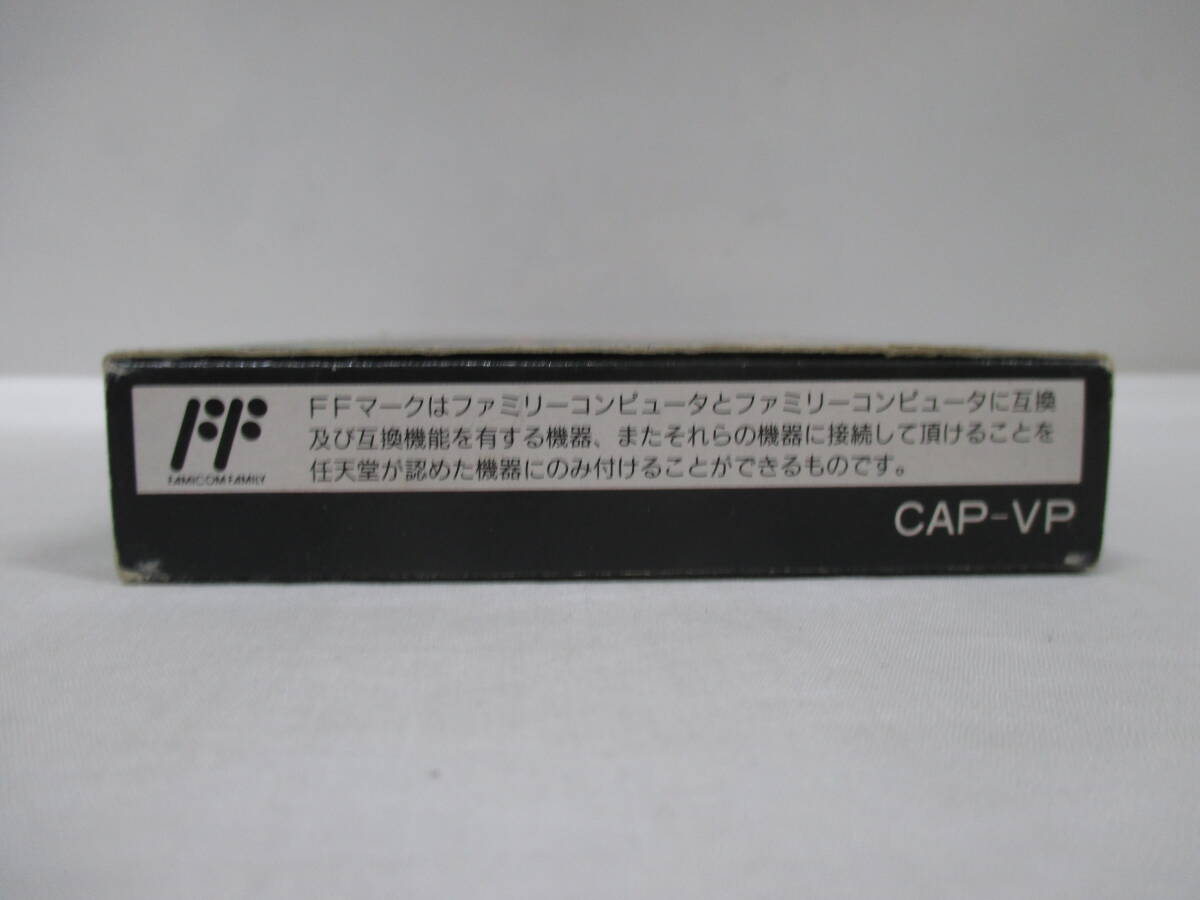 FAMICOM FAMILY
FFマークはファミリーコンピュータとファミリーコンピュータに互換
及び互換機能を有する機器、またそれらの機器に接続して頂けることを
任天堂が認めた機器にのみ付けることができるものです。
CAP-VP